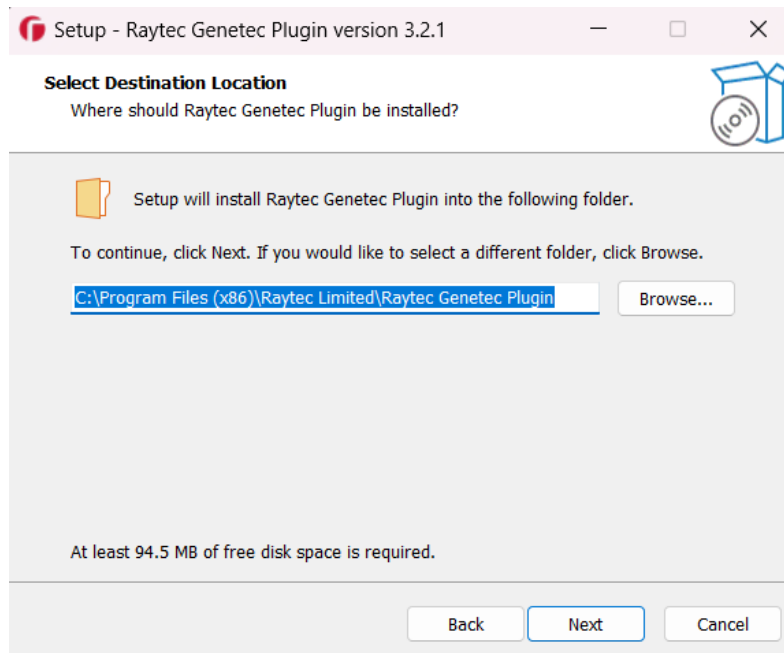 Setup - Raytec Genetec Plugin version 3.2.1
Select Destination Location
Where should Raytec Genetec Plugin be installed?
Setup will install Raytec Genetec Plugin into the following folder.
To continue, click Next. If you would like to select a different folder, click Browse.
C:\Program Files (x86)\Raytec Limited\Raytec Genetec Plugin
Browse...
At least 94.5 MB of free disk space is required.
Back
Next
Cancel